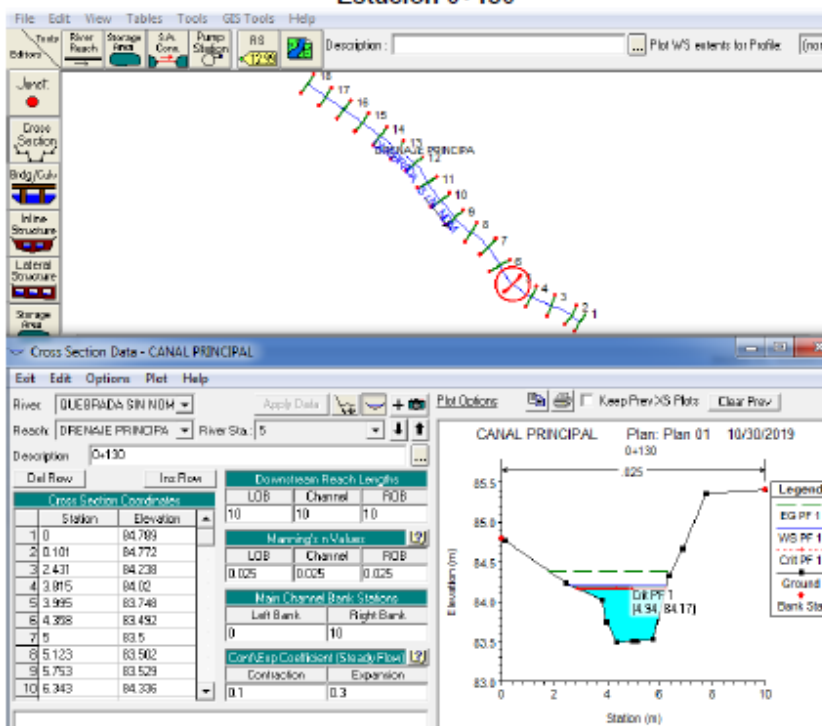 File Edit View Tables Tools GIS Tools Help
Editors Tools River Reach Storage Area S.A. Conn. Pump Station RS Description : ... Plot WS extents for Profile:
Junct.
Cross Section
Brdg/Culv
Inline Structure
Lateral Structure
Storage Area
18
17
16
15
14
13
DRENAJE PRINCIPA
12
11
10
9
8
7
6
4
3
2
1
Cross Section Data - CANAL PRINCIPAL
Exit Edit Options Plot Help
River: QUEBRADA SIN NOM Apply Data Plot Options Keep Prev XS Plots Clear Prev
Reach: DRENAJE PRINCIPA River Sta.: 5
Description 0+130 ...
Del Row Ins Row
Cross Section Coordinates
Station Elevation
1 0 84.789
2 0.101 84.772
3 2.431 84.238
4 3.815 84.02
5 3.995 83.748
6 4.398 83.492
7 5 83.5
8 5.123 83.502
9 5.753 83.529
10 6.343 84.336
Downstream Reach Lengths
LOB Channel ROB
10 10 10
Manning's n Values
LOB Channel ROB
0.025 0.025 0.025
Main Channel Bank Stations
Left Bank Right Bank
0 10
Cont\Exp Coefficient (Steady Flow)
Contraction Expansion
0.1 0.3
CANAL PRINCIPAL Plan: Plan 01 10/30/2019
0+130
.025
85.5
85.0
84.5
84.0
83.5
83.0
Elevation (m)
Crit PF 1
(4.94, 84.17)
0 2 4 6 8 10
Station (m)
Legend
EG PF 1
WS PF 1
Crit PF 1
Ground
Bank Sta